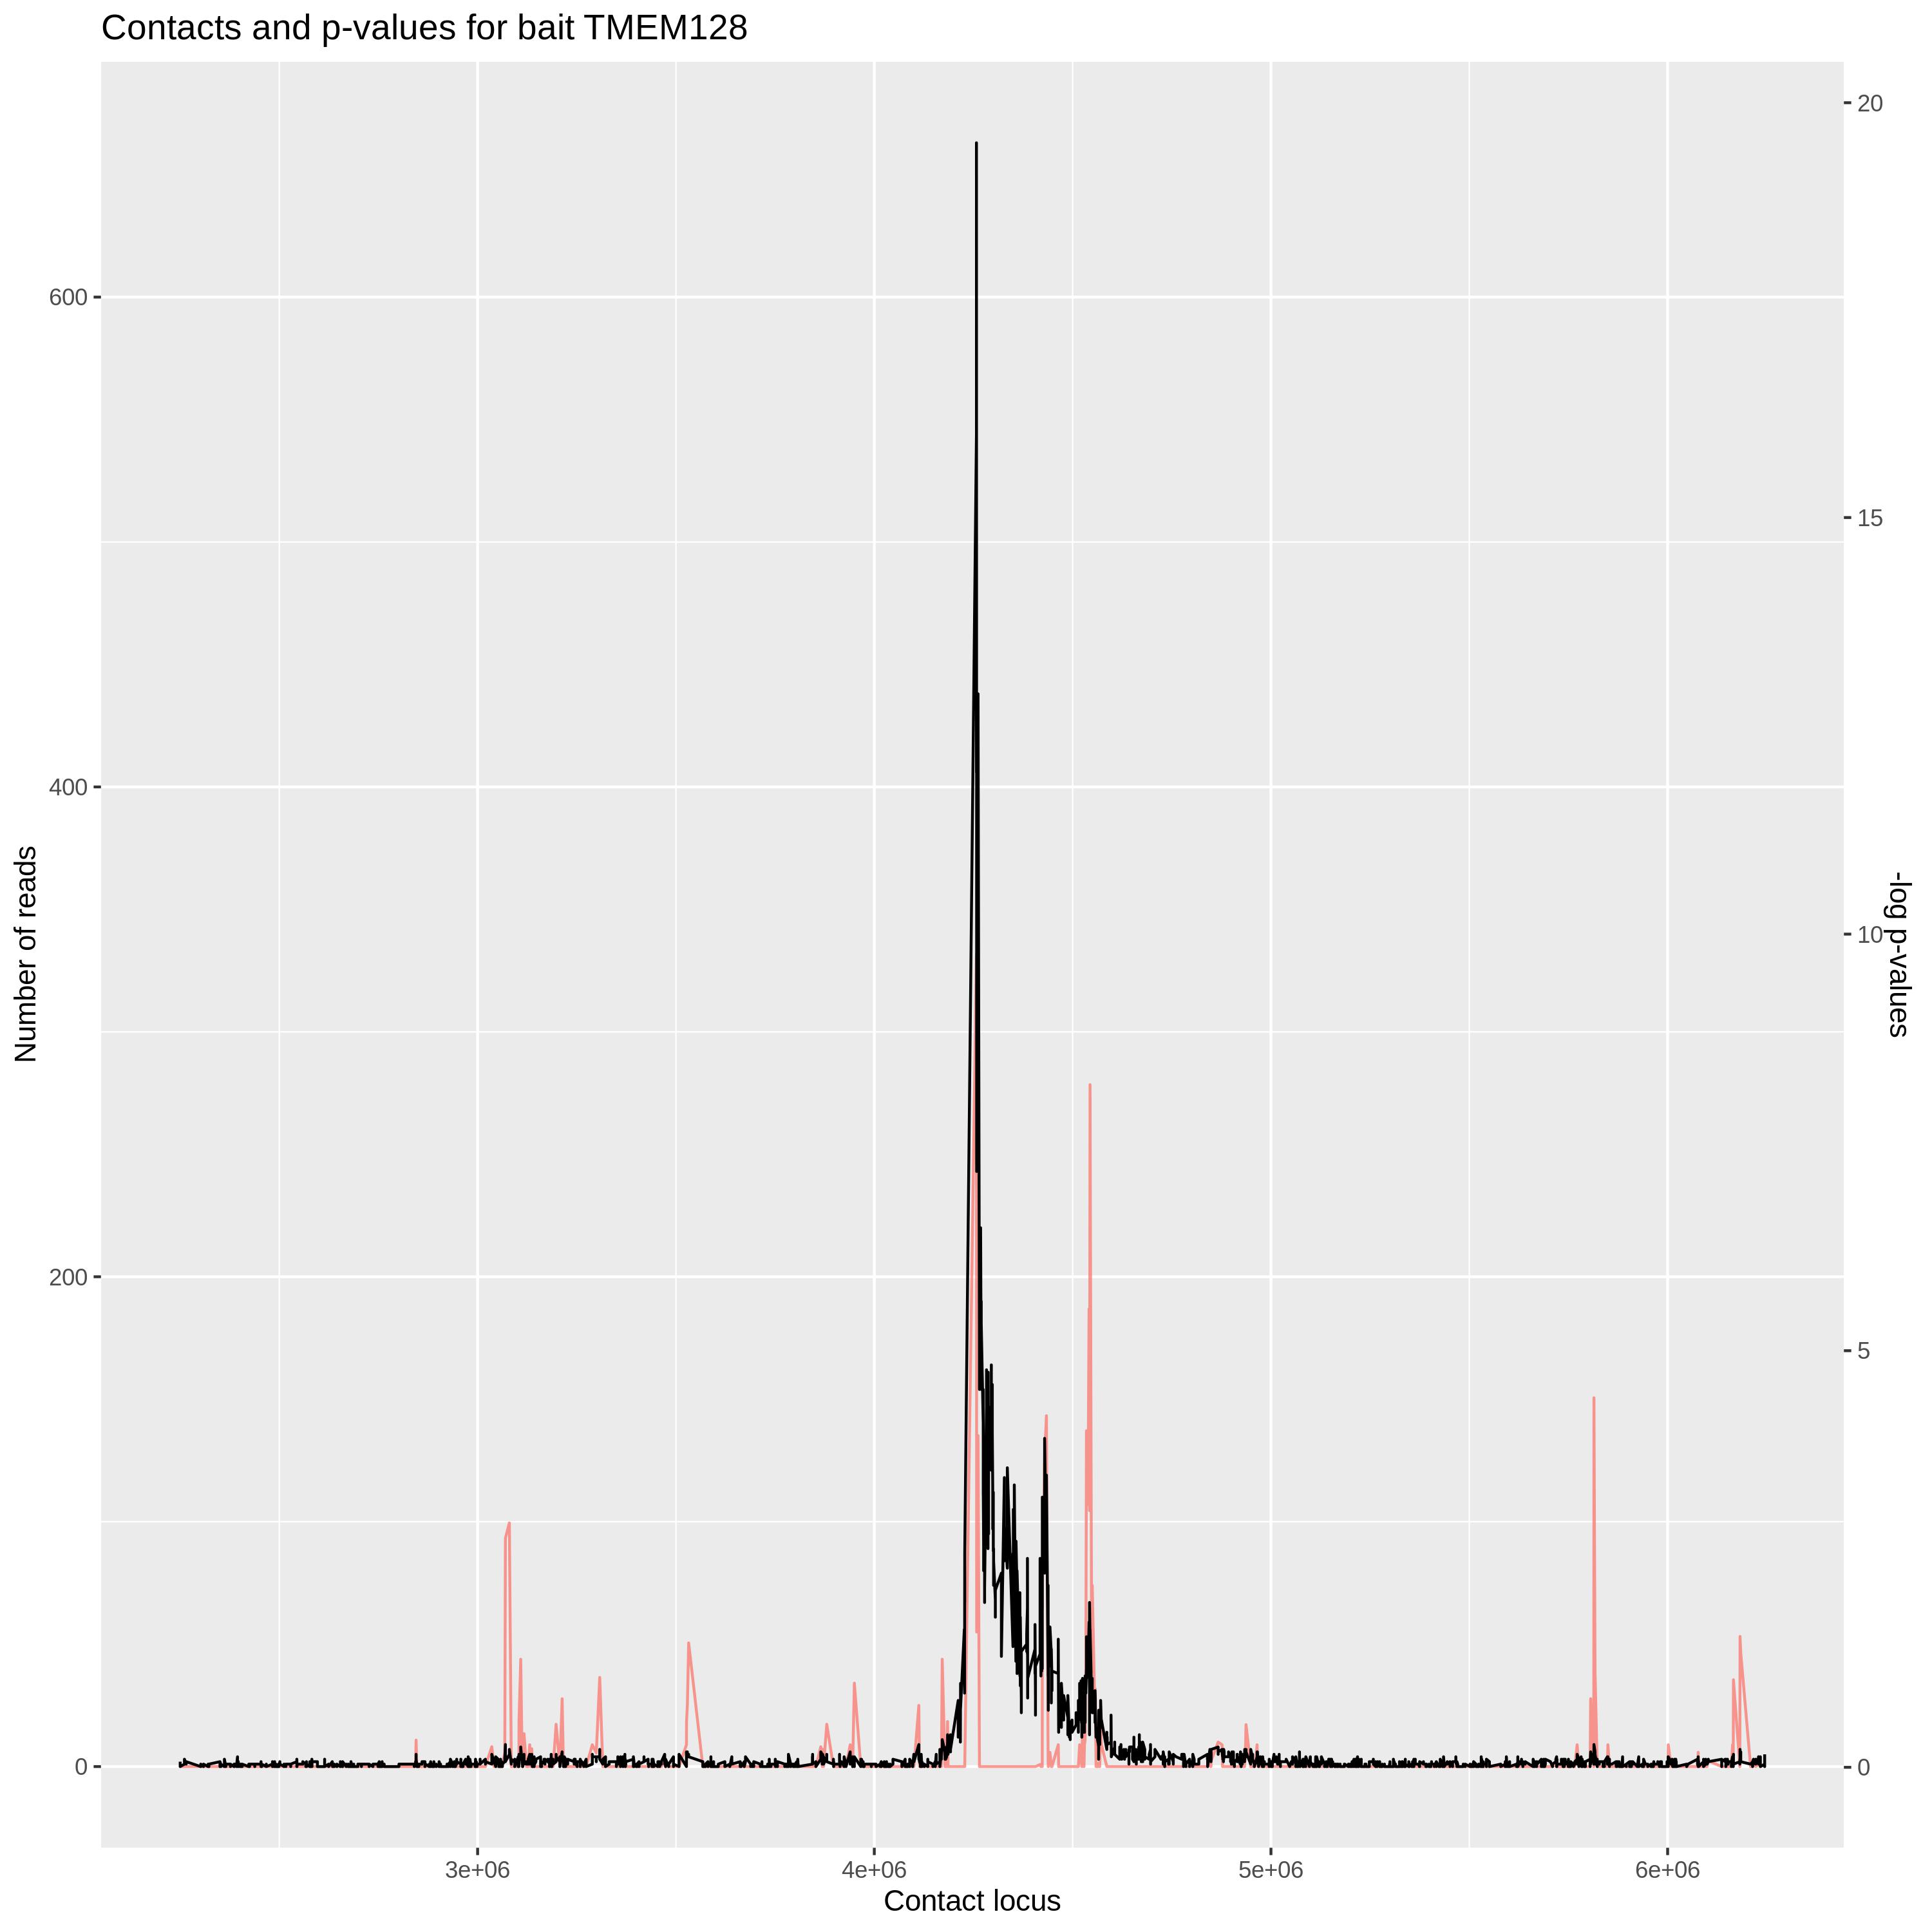 Contacts and p-values for bait TMEM128
Number of reads
600
400
200
0
20
15
10
5
0
-log p-values
3e+06
4e+06
5e+06
6e+06
Contact locus